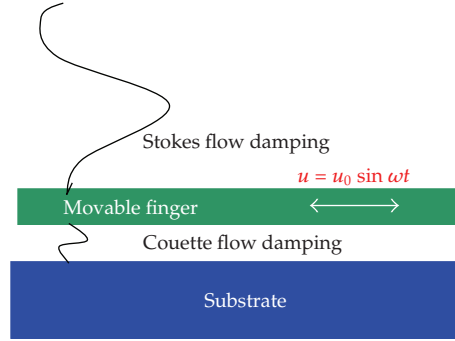 Stokes flow damping
u = u₀ sin ωt
Movable finger
Couette flow damping
Substrate